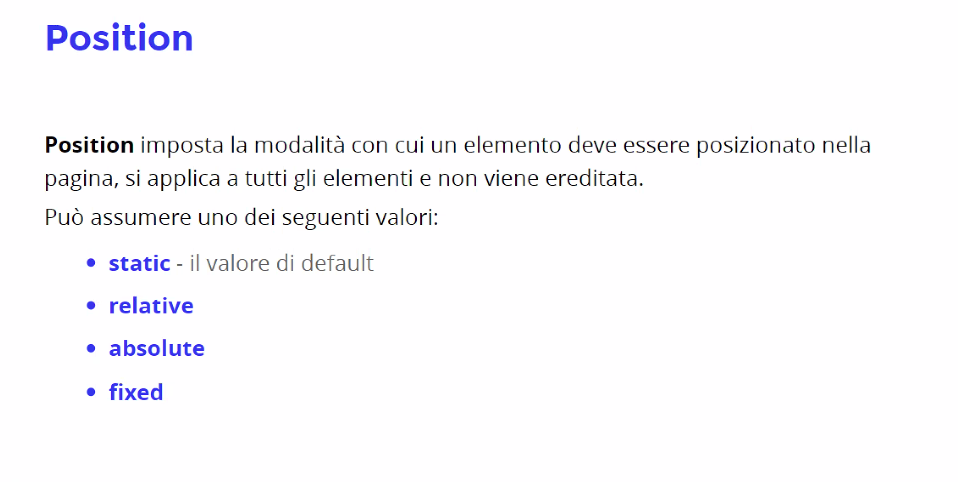 Position
Position imposta la modalità con cui un elemento deve essere posizionato nella
pagina, si applica a tutti gli elementi e non viene ereditata.
Può assumere uno dei seguenti valori:
• static - il valore di default
• relative
• absolute
• fixed